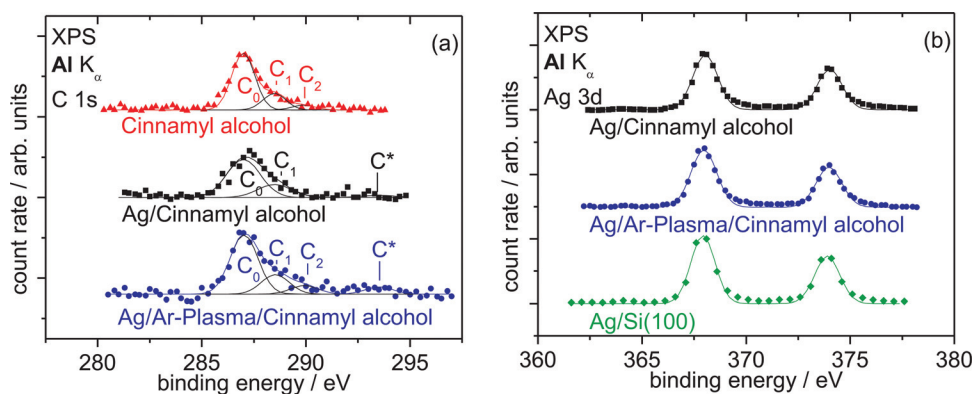 XPS
Al Kα
C 1s
(a)
C0
C1
C2
Cinnamyl alcohol
C0
C1
C*
Ag/Cinnamyl alcohol
C0
C1
C2
C*
Ag/Ar-Plasma/Cinnamyl alcohol
count rate / arb. units
280 285 290 295
binding energy / eV
XPS
Al Kα
Ag 3d
(b)
Ag/Cinnamyl alcohol
Ag/Ar-Plasma/Cinnamyl alcohol
Ag/Si(100)
count rate / arb. units
360 365 370 375 380
binding energy / eV